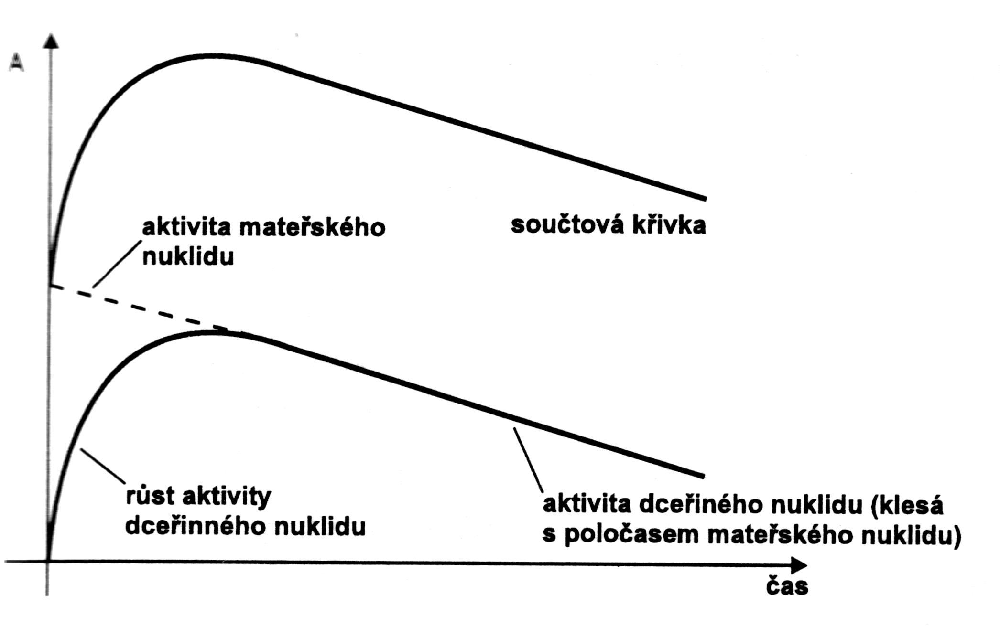 A
aktivita mateřského
nuklidu
součtová křivka
růst aktivity
dceřinného nuklidu
aktivita dceřiného nuklidu (klesá
s poločasem mateřského nuklidu)
čas